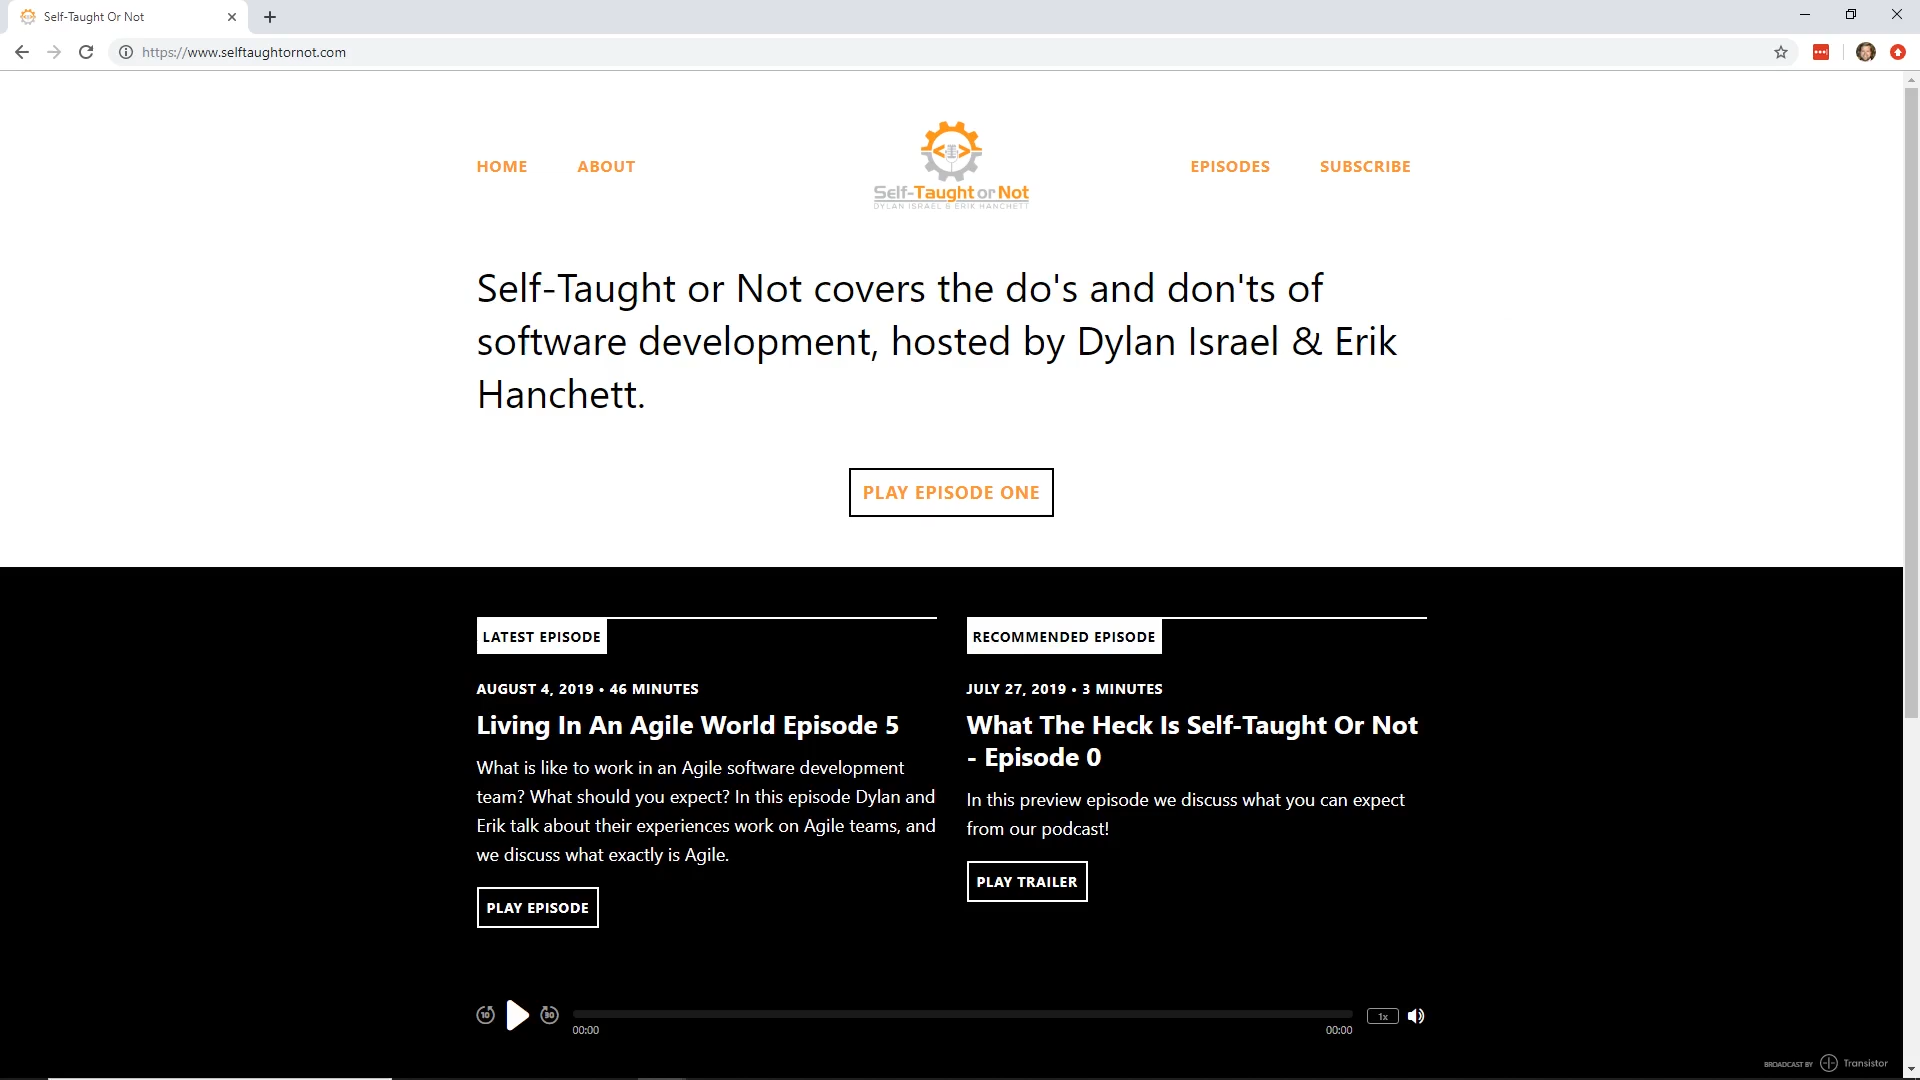 Self-Taught Or Not
https://www.selftaughtornot.com
HOME
ABOUT
Self-Taught or Not
DYLAN ISRAEL & ERIK HANCHETT
EPISODES
SUBSCRIBE
Self-Taught or Not covers the do's and don'ts of
software development, hosted by Dylan Israel & Erik
Hanchett.
PLAY EPISODE ONE
LATEST EPISODE
AUGUST 4, 2019 • 46 MINUTES
Living In An Agile World Episode 5
What is like to work in an Agile software development
team? What should you expect? In this episode Dylan and
Erik talk about their experiences work on Agile teams, and
we discuss what exactly is Agile.
PLAY EPISODE
RECOMMENDED EPISODE
JULY 27, 2019 • 3 MINUTES
What The Heck Is Self-Taught Or Not
- Episode 0
In this preview episode we discuss what you can expect
from our podcast!
PLAY TRAILER
10
30
00:00
00:00
1x
BROADCAST BY Transistor